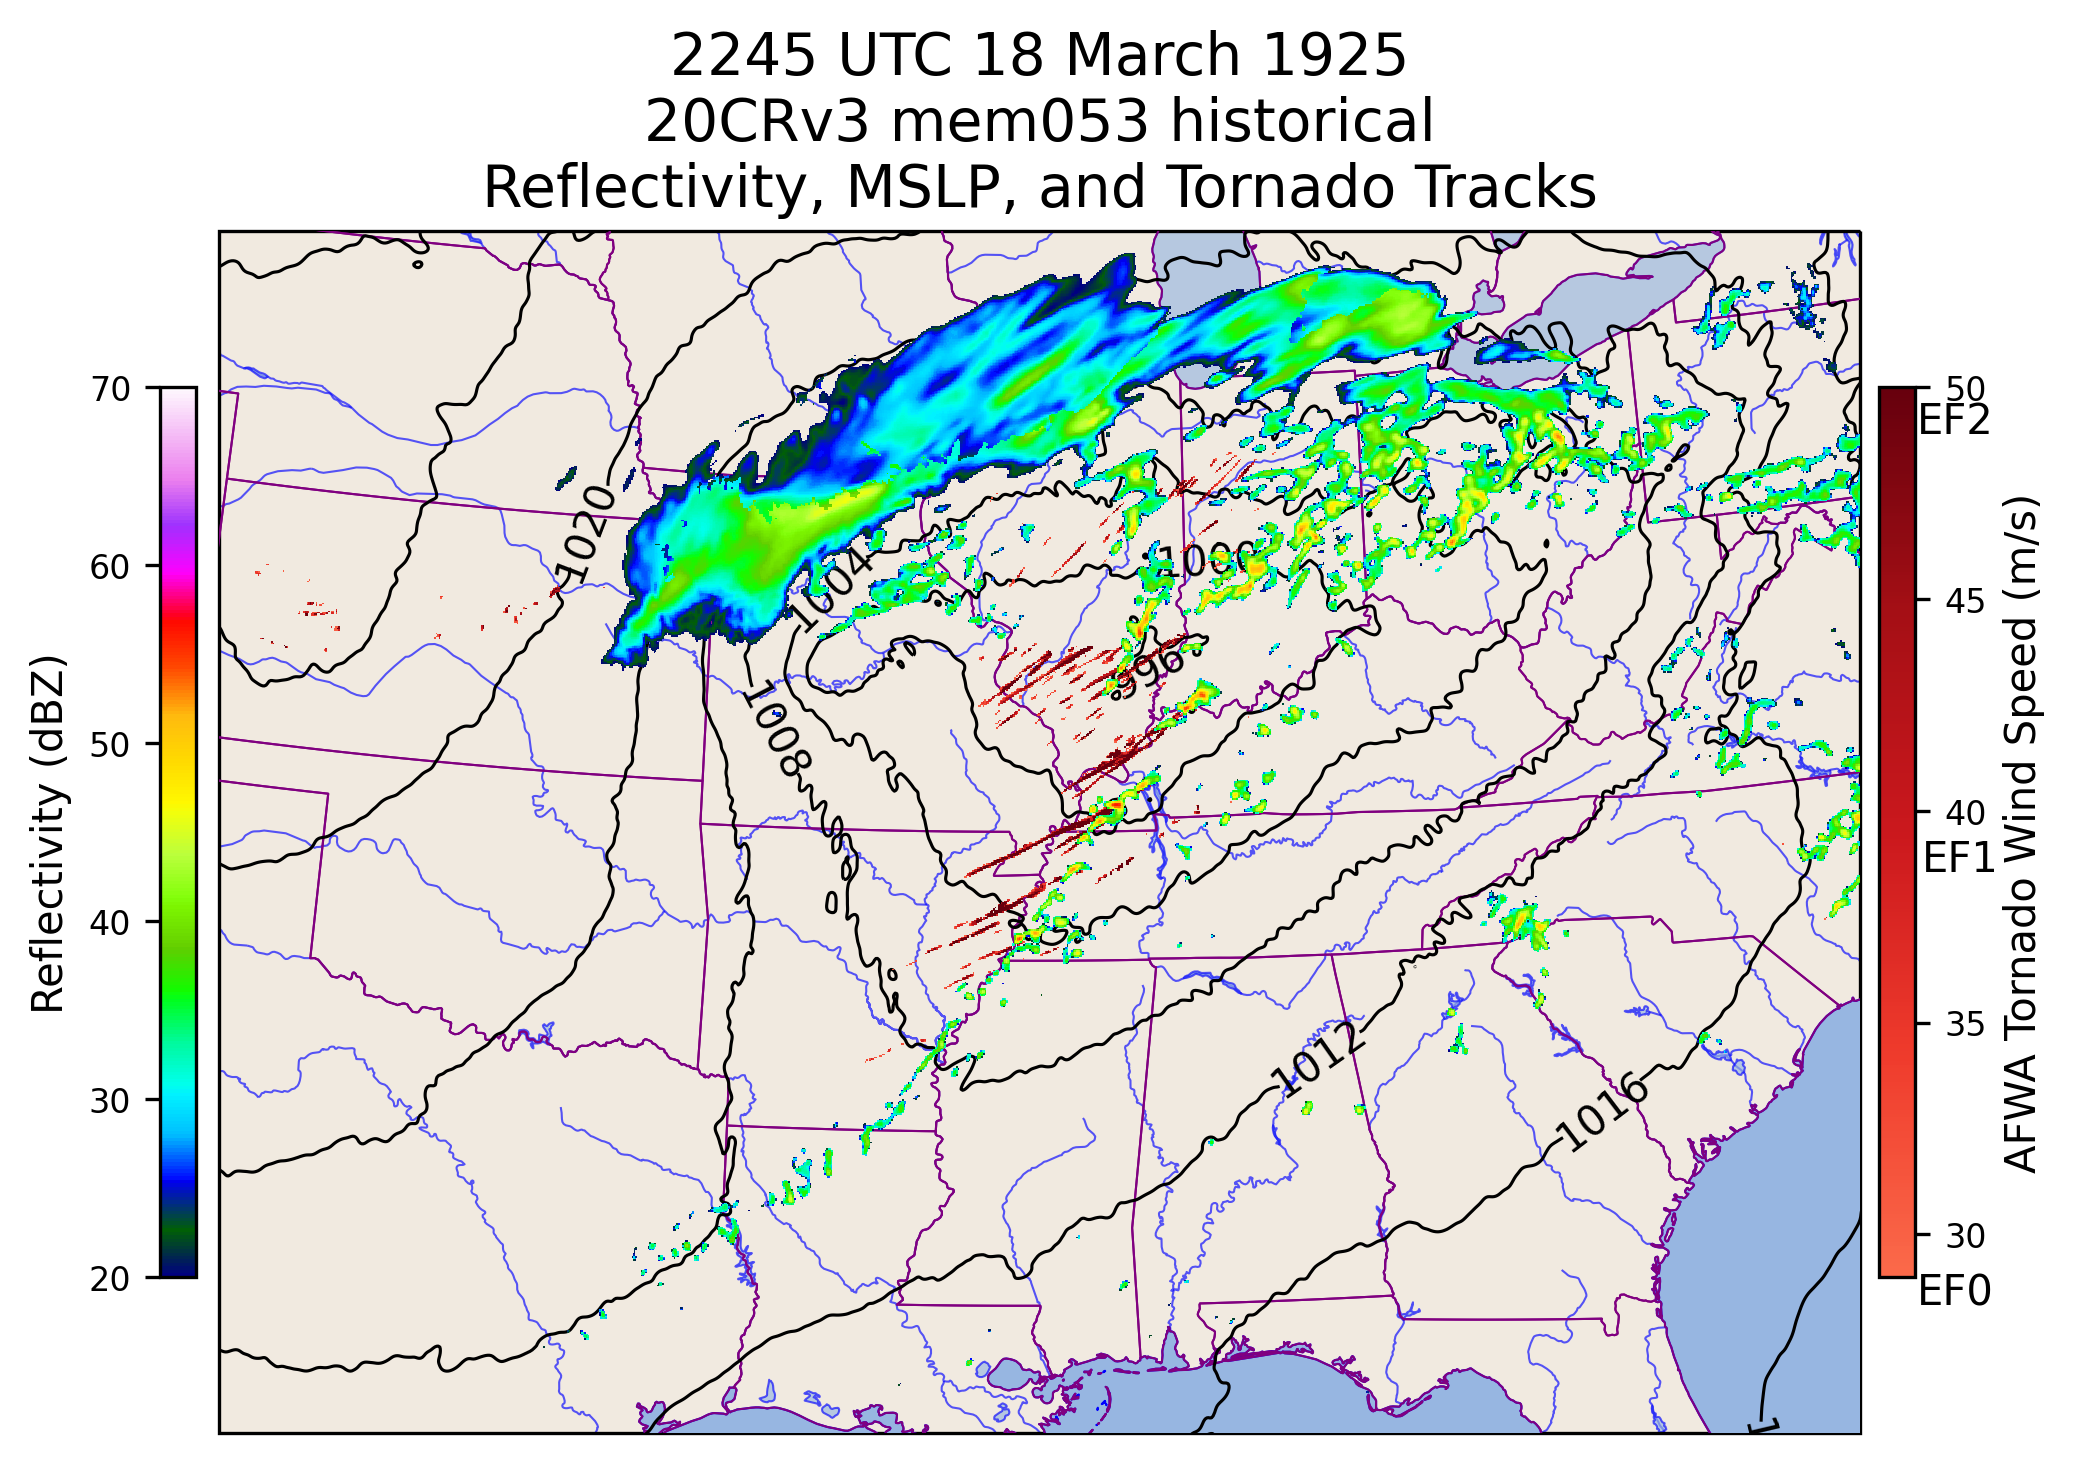 2245 UTC 18 March 1925
20CRv3 mem053 historical
Reflectivity, MSLP, and Tornado Tracks
Reflectivity (dBZ)
70
60
50
40
30
20
1020
1004
1000
1008
996
1012
1016
1
50
EF2
45
40
EF1
35
30
EF0
AFWA Tornado Wind Speed (m/s)